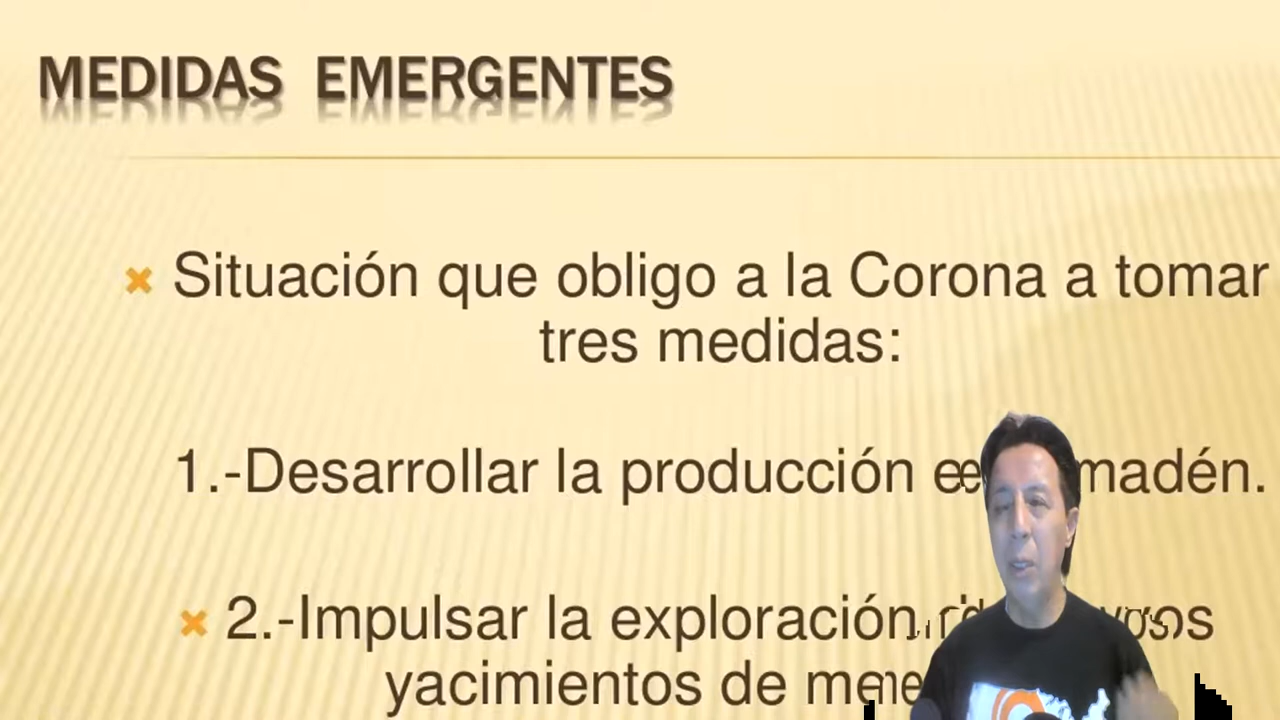 MEDIDAS EMERGENTES
Situación que obligo a la Corona a tomar
tres medidas:
1.-Desarrollar la producción
2.-Impulsar la exploración
yacimientos de